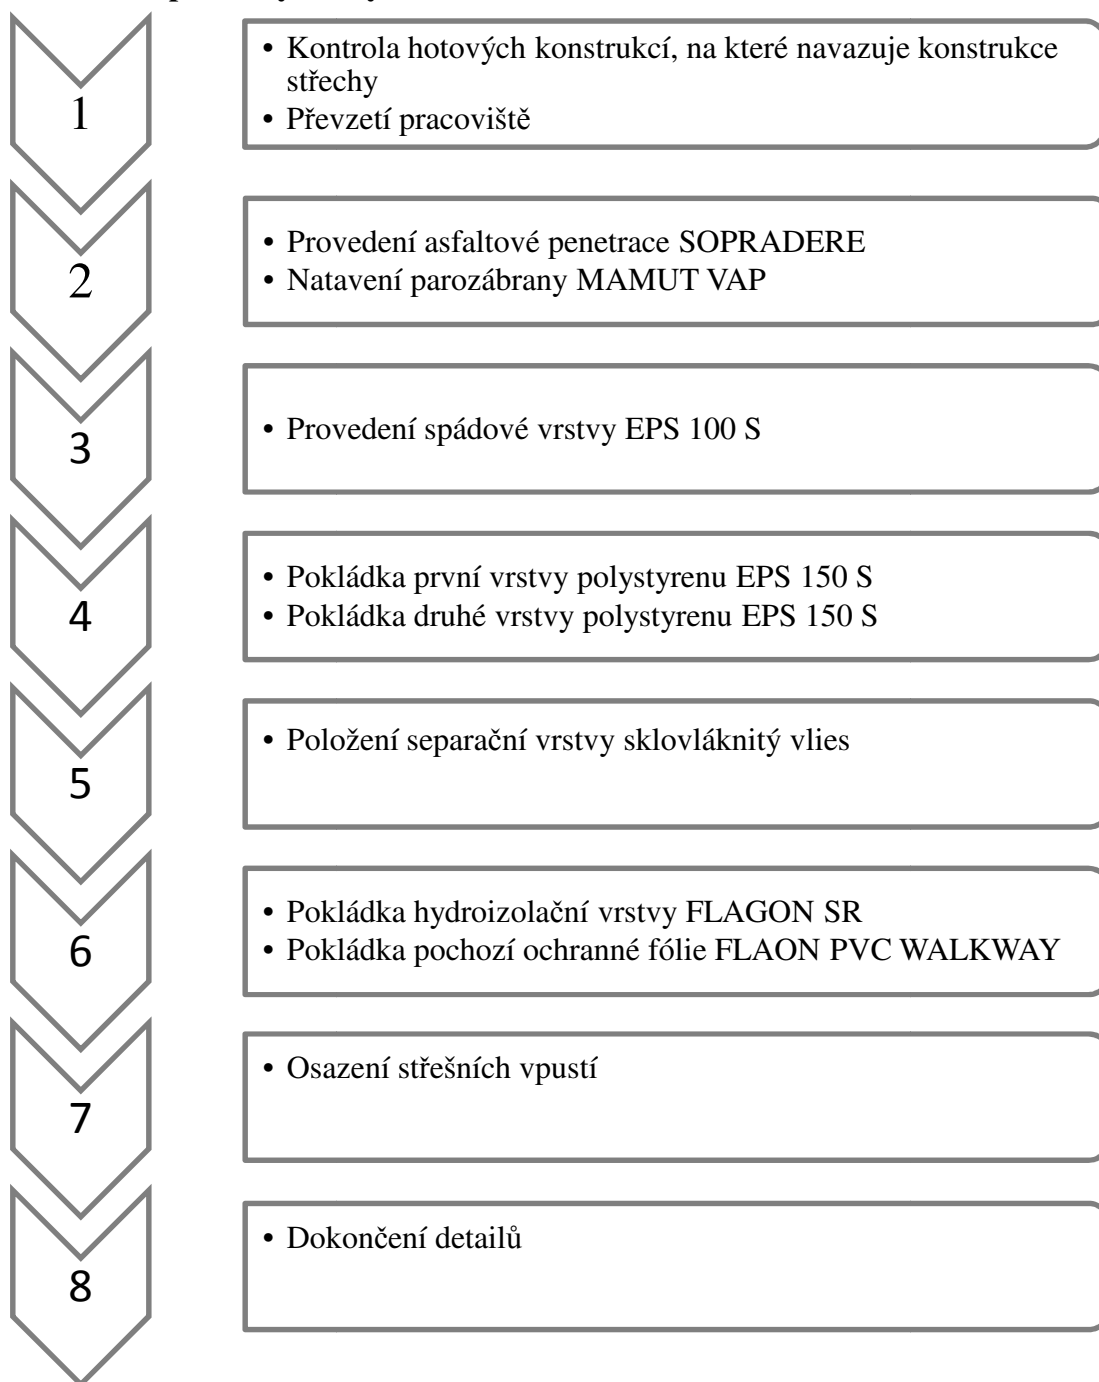 1
• Kontrola hotových konstrukcí, na které navazuje konstrukce
střechy
• Převzetí pracoviště
2
• Provedení asfaltové penetrace SOPRADERE
• Natavení parozábrany MAMUT VAP
3
• Provedení spádové vrstvy EPS 100 S
4
• Pokládka první vrstvy polystyrenu EPS 150 S
• Pokládka druhé vrstvy polystyrenu EPS 150 S
5
• Položení separační vrstvy sklovláknitý vlies
6
• Pokládka hydroizolační vrstvy FLAGON SR
• Pokládka pochozí ochranné fólie FLAON PVC WALKWAY
7
• Osazení střešních vpustí
8
• Dokončení detailů